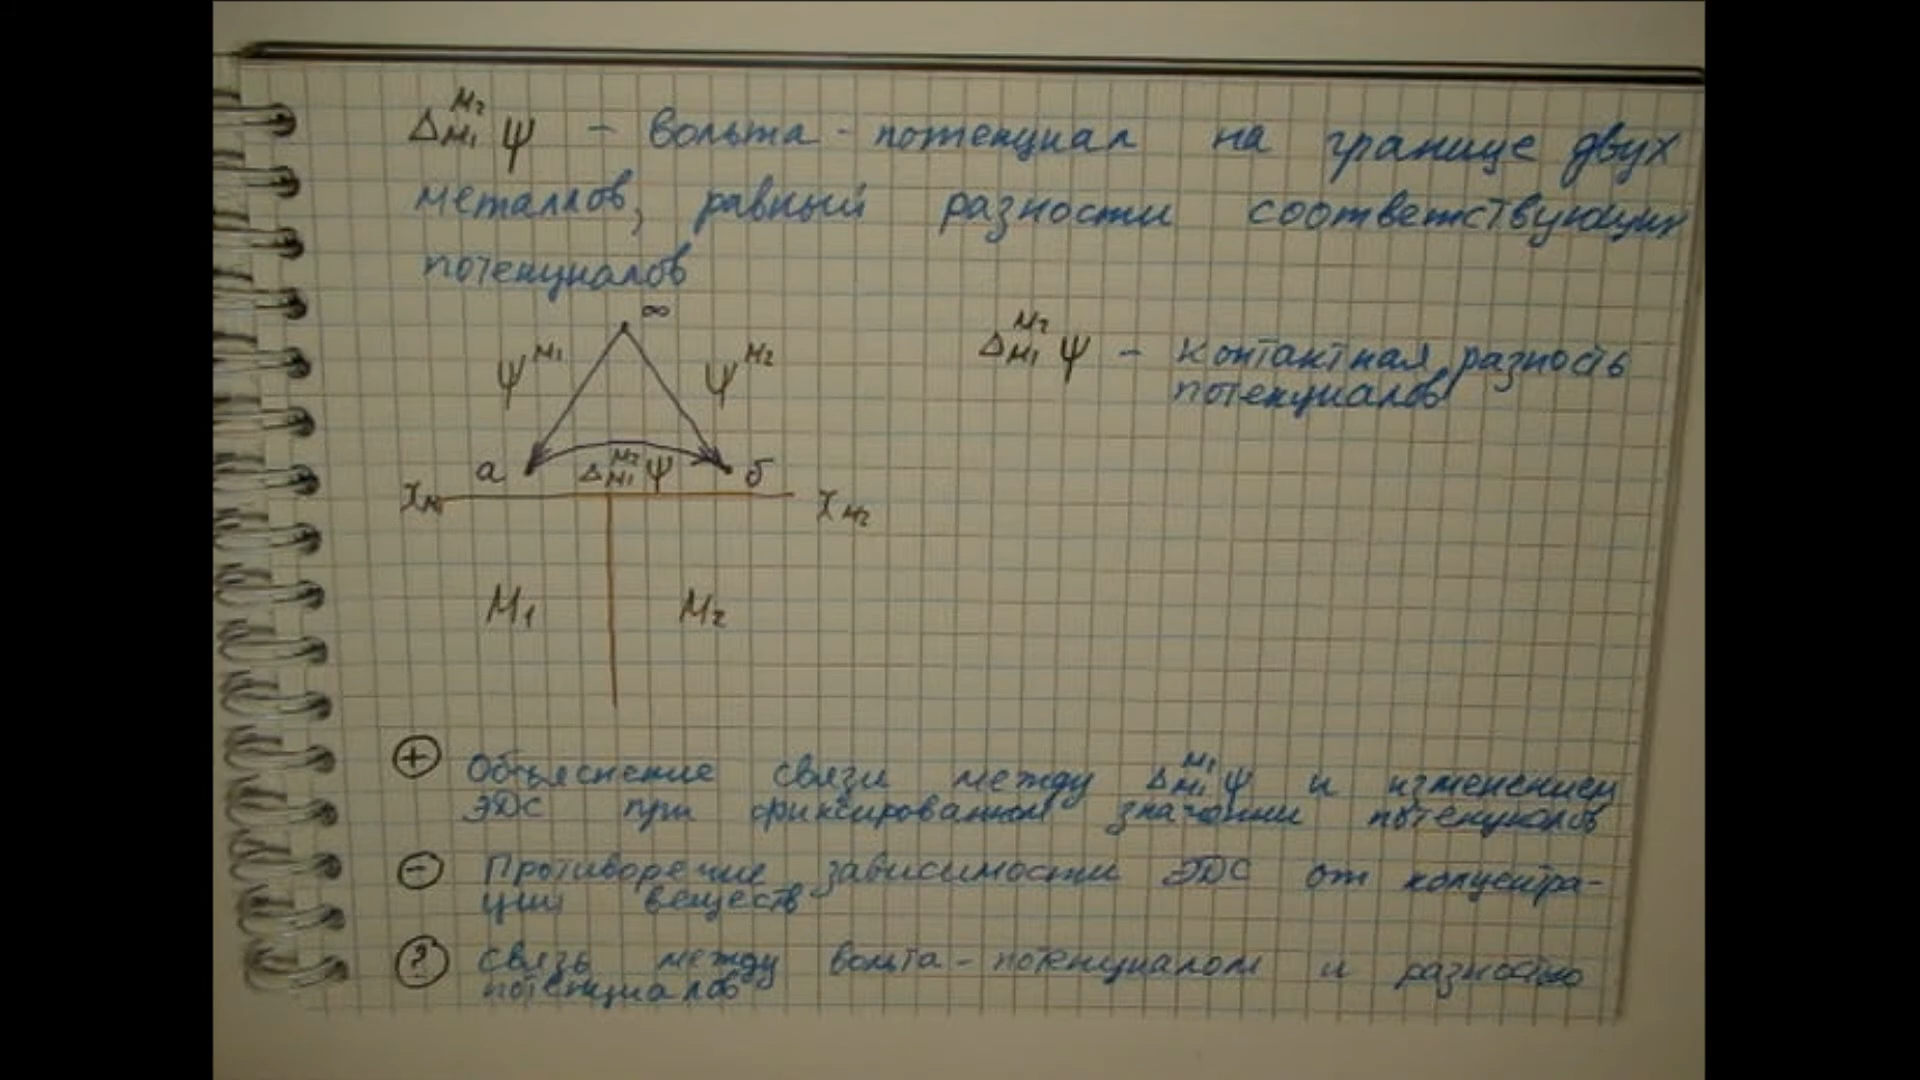 Δ M₂ M₁ ψ – вольта - потенциал на границе двух
металлов, равный разности соответствующих
потенциалов
∞
ψ M₁ ψ M₂
Δ M₂ M₁ ψ – контактная разность
потенциалов
а Δ M₂ M₁ ψ б
χ M₁ χ M₂
M₁ M₂
+ Объяснение связи между Δ M₁ M₁ ψ и изменением
ЭДС при фиксированном значении потенциалов
- Противоречие зависимости ЭДС от концентра-
ции веществ
? Связь между вольта - потенциалом и разностью
потенциалов